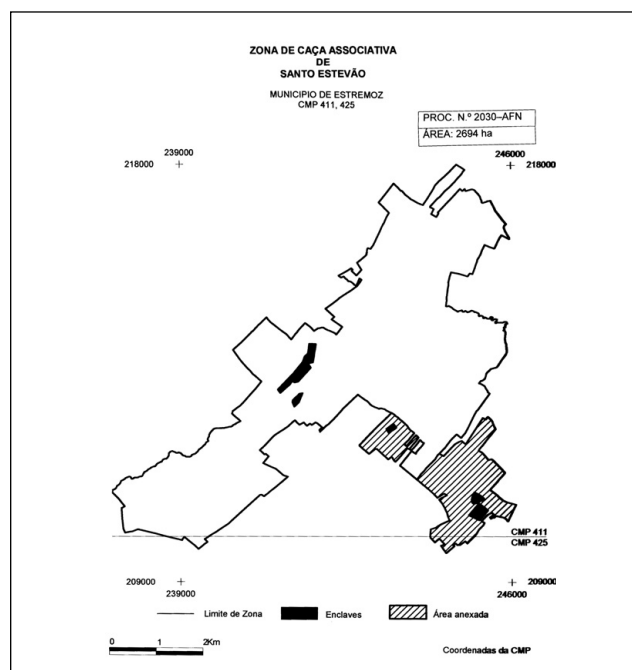 ZONA DE CAÇA ASSOCIATIVA
DE
SANTO ESTEVÃO
MUNICIPIO DE ESTREMOZ
CMP 411, 425
PROC. N.º 2030–AFN
ÁREA: 2694 ha
239000
218000
246000
218000
CMP 411
CMP 425
209000
239000
209000
246000
Limite de Zona
Enclaves
Área anexada
0 1 2Km
Coordenadas da CMP